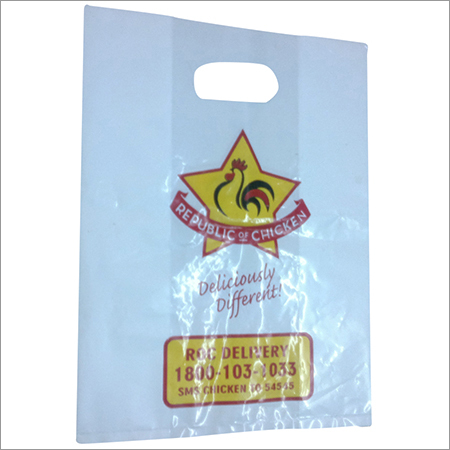 REPUBLIC OF CHICKEN
Deliciously
Different!
ROC DELIVERY
1800-103-1033
SMS CHICKEN TO 54545